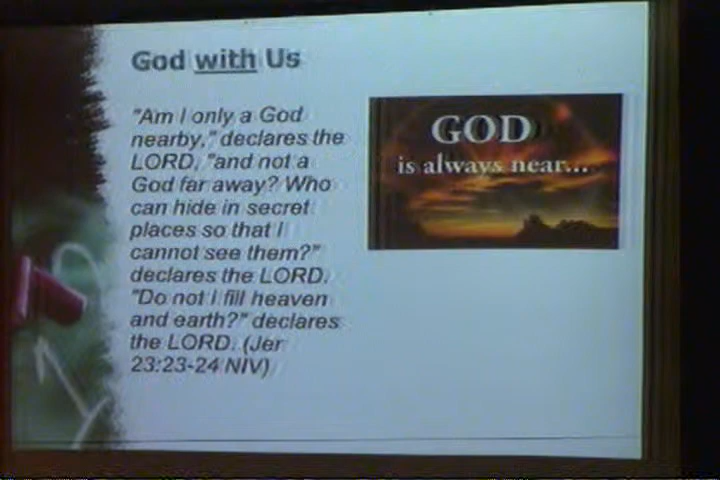 God with Us
"Am I only a God
nearby," declares the
LORD, "and not a
God far away? Who
can hide in secret
places so that I
cannot see them?"
declares the LORD.
"Do not I fill heaven
and earth?" declares
the LORD. (Jer
23:23-24 NIV)
GOD
is always near...